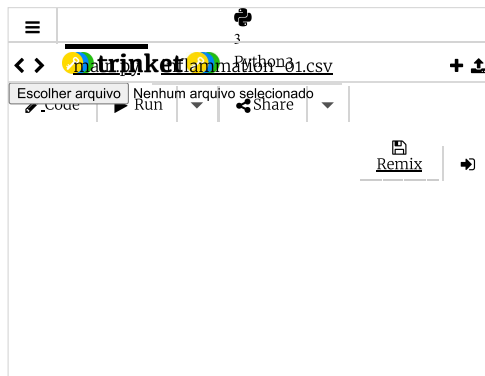 3
trinket Python3
main.py inflammation-01.csv
Escolher arquivo Nenhum arquivo selecionado
Code Run Share
Remix